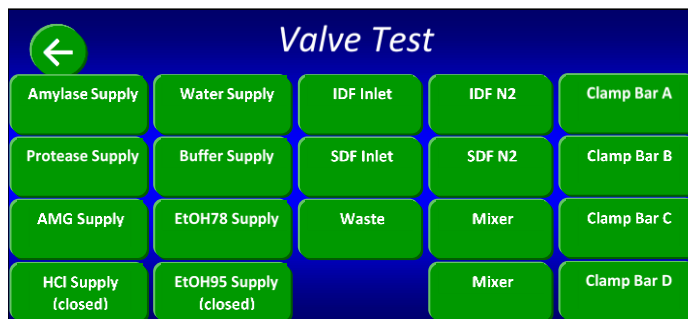 Valve Test
Amylase Supply
Water Supply
IDF Inlet
IDF N2
Clamp Bar A
Protease Supply
Buffer Supply
SDF Inlet
SDF N2
Clamp Bar B
AMG Supply
EtOH78 Supply
Waste
Mixer
Clamp Bar C
HCl Supply
(closed)
EtOH95 Supply
(closed)
Mixer
Clamp Bar D